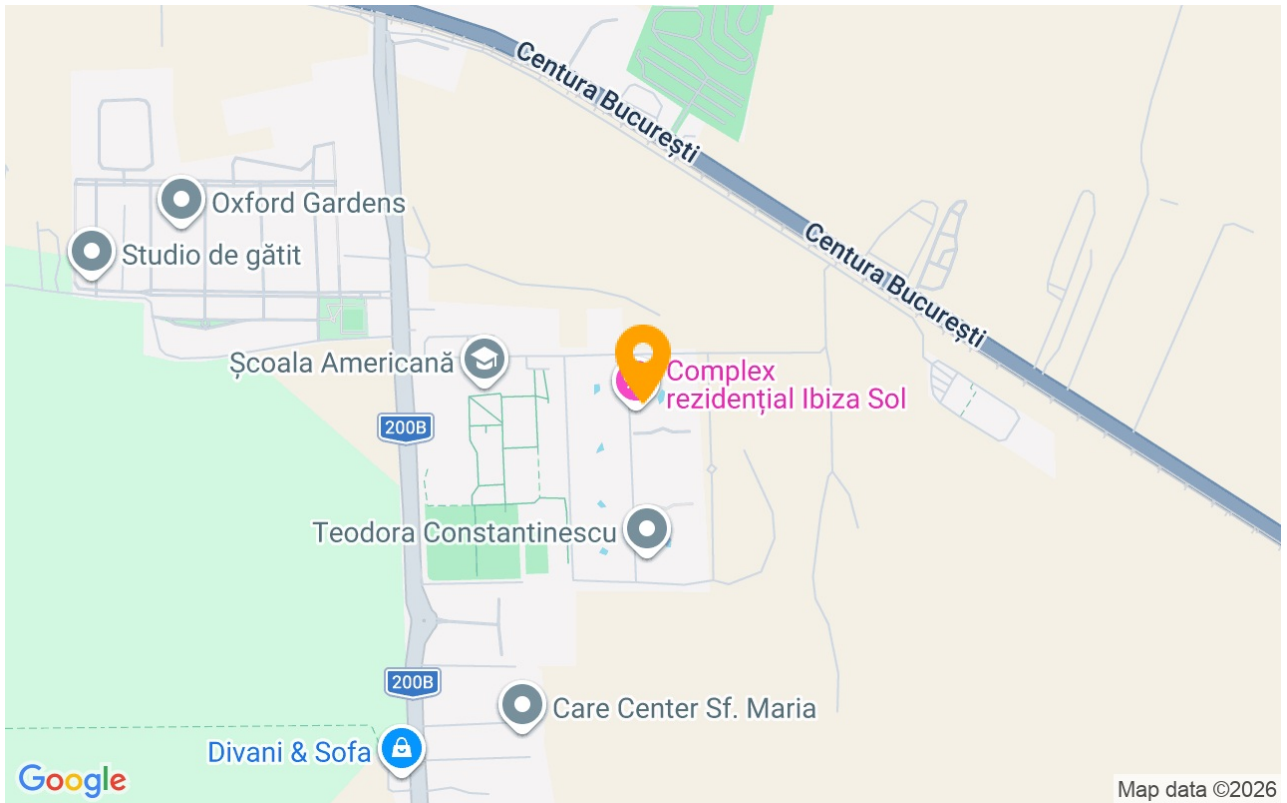 Centura București
Oxford Gardens
Studio de gătit
Centura București
Școala Americană
Complex
rezidențial Ibiza Sol
200B
Teodora Constantinescu
200B
Care Center Sf. Maria
Divani & Sofa
Google
Map data ©2026